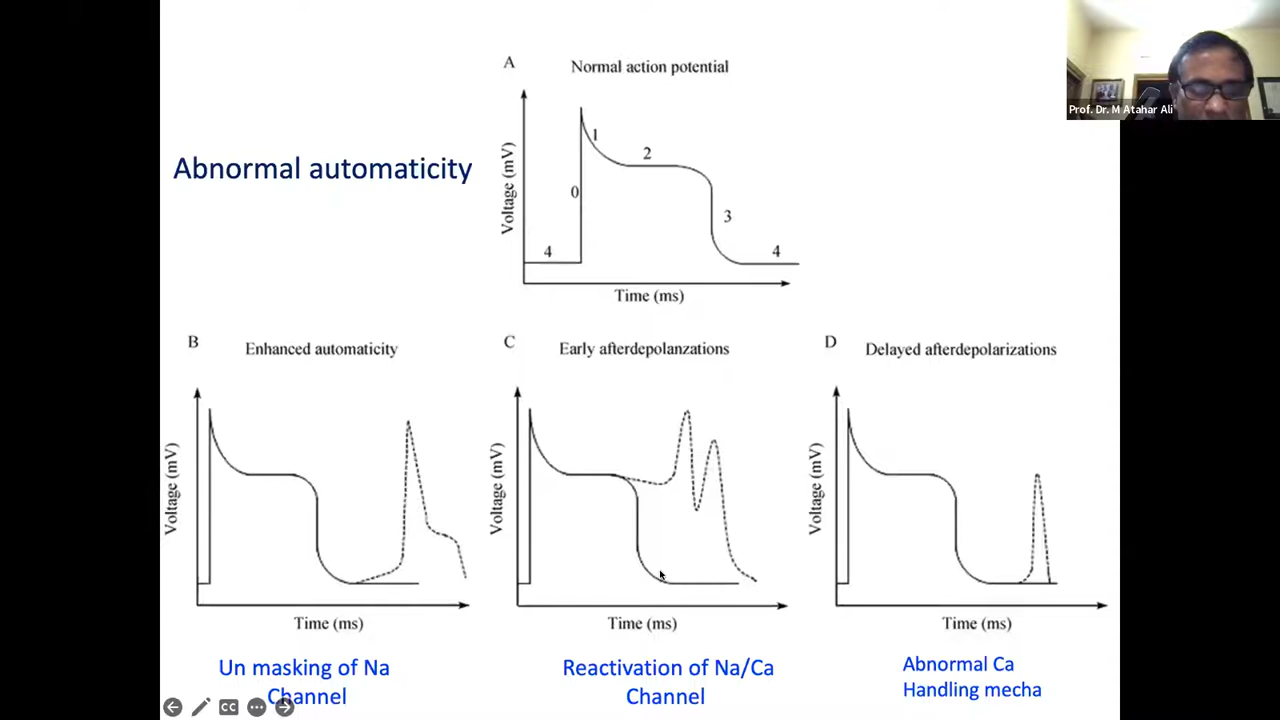 Prof. Dr. M Atahar Ali
Abnormal automaticity
A
Normal action potential
Voltage (mV)
4
0
1
2
3
4
Time (ms)
B
Enhanced automaticity
Voltage (mV)
Time (ms)
Un masking of Na
Channel
C
Early afterdepolanzations
Voltage (mV)
Time (ms)
Reactivation of Na/Ca
Channel
D
Delayed afterdepolarizations
Voltage (mV)
Time (ms)
Abnormal Ca
Handling mecha
CC